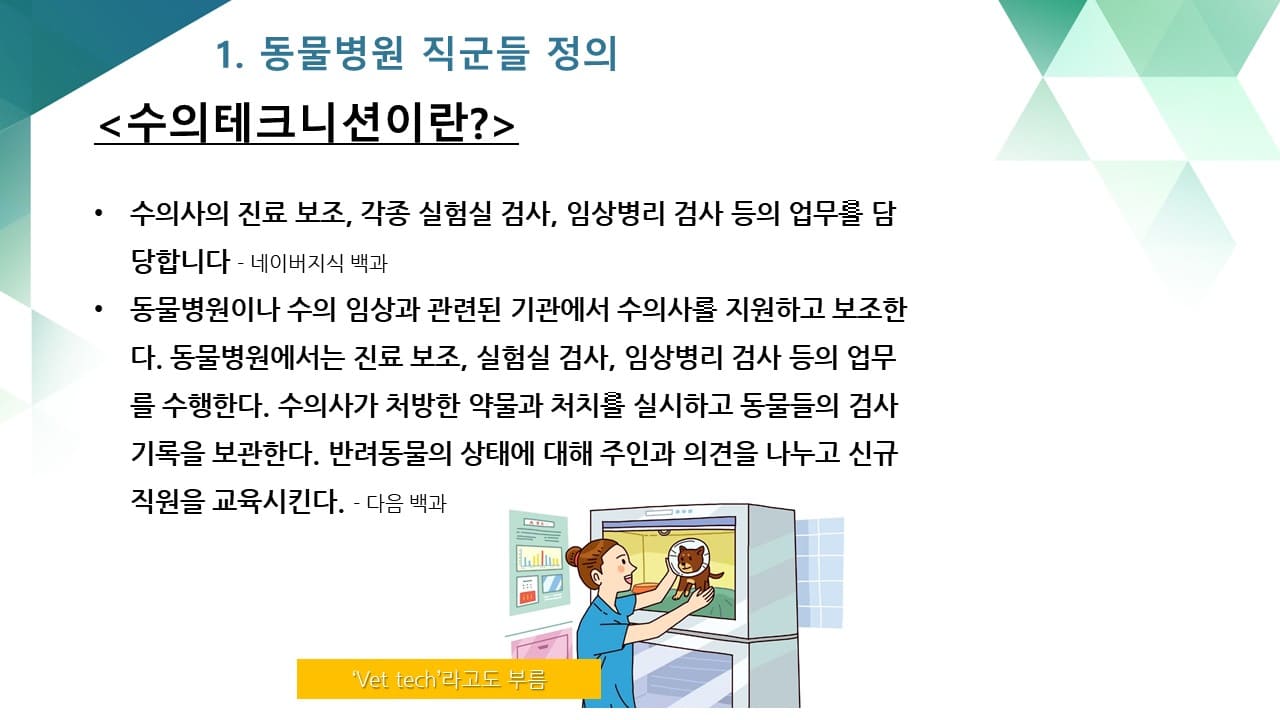 1. 동물병원 직군들 정의
<수의테크니션이란?>
• 수의사의 진료 보조, 각종 실험실 검사, 임상병리 검사 등의 업무를 담
당합니다 - 네이버지식 백과
• 동물병원이나 수의 임상과 관련된 기관에서 수의사를 지원하고 보조한
다. 동물병원에서는 진료 보조, 실험실 검사, 임상병리 검사 등의 업무
를 수행한다. 수의사가 처방한 약물과 처치를 실시하고 동물들의 검사
기록을 보관한다. 반려동물의 상태에 대해 주인과 의견을 나누고 신규
직원을 교육시킨다. - 다음 백과
‘Vet tech’라고도 부름